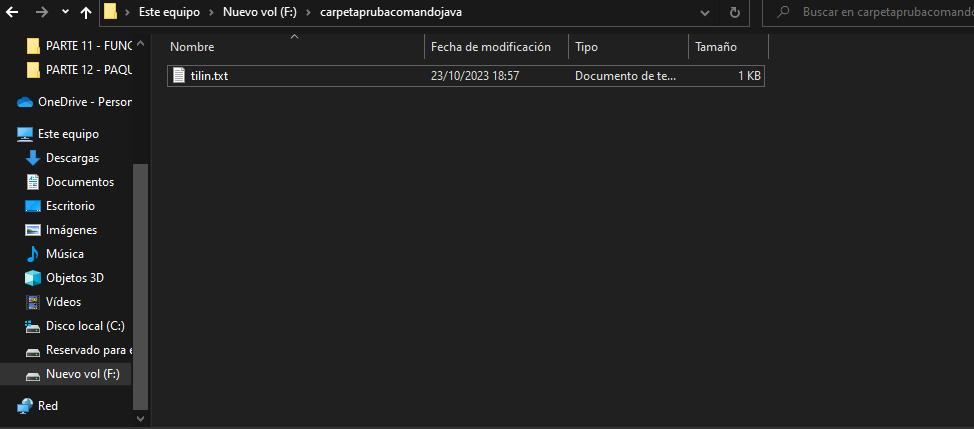 Este equipo > Nuevo vol (F:) > carpetaprubacomandojava
Buscar en carpetaprubacomando
Nombre Fecha de modificación Tipo Tamaño
tilin.txt 23/10/2023 18:57 Documento de te... 1 KB
PARTE 11 - FUNC
PARTE 12 - PAQU
OneDrive - Person
Este equipo
Descargas
Documentos
Escritorio
Imágenes
Música
Objetos 3D
Vídeos
Disco local (C:)
Reservado para e
Nuevo vol (F:)
Red